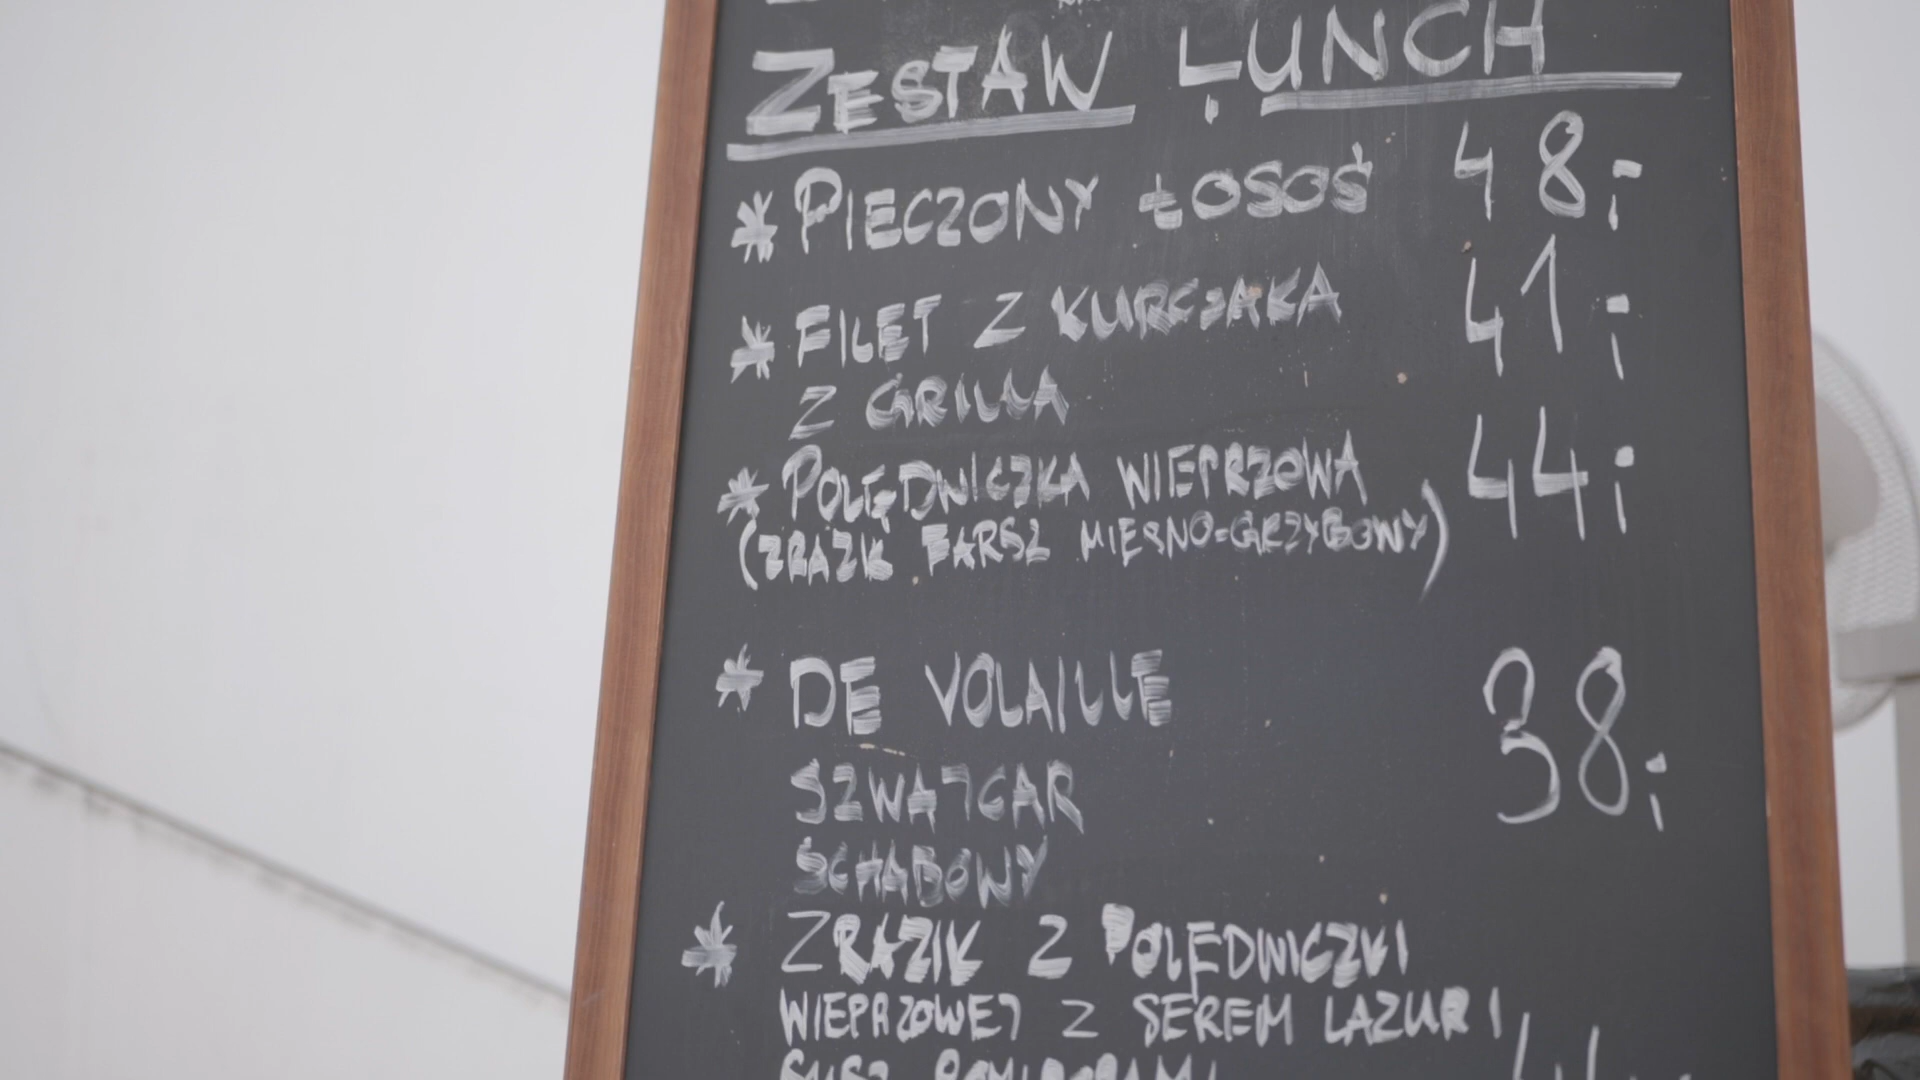 ZESTAW LUNCH
* PIECZONY ŁOSOŚ 48,-
* FILET Z KURCZAKA 41,-
Z GRILLA
* POLĘDWICZKA WIEPRZOWA 44,-
(ZRAZIK FARSZ MIĘSNO-GRZYBOWY)
* DE VOLAILLE 38,-
SZWAJCAR
SCHABOWY
* ZRAZIK Z POLĘDWICZKI
WIEPRZOWEJ Z SEREM LAZUR I
POMIDORAMI